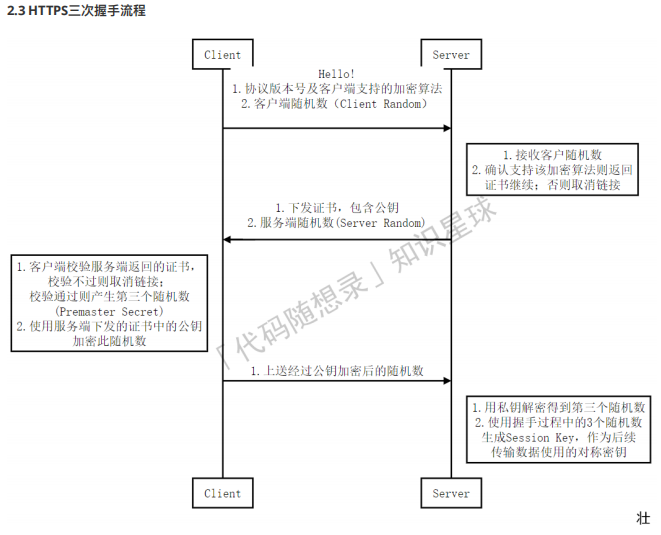 2.3 HTTPS三次握手流程
Client
Server
Hello!
1.协议版本号及客户端支持的加密算法
2.客户端随机数（Client Random）
1.接收客户随机数
2.确认支持该加密算法则返回
证书继续；否则取消链接
1.下发证书，包含公钥
2.服务端随机数(Server Random)
1.客户端校验服务端返回的证书，
校验不过则取消链接；
校验通过则产生第三个随机数
(Premaster Secret)
2.使用服务端下发的证书中的公钥
加密此随机数
「代码随想录」知识星球
1.上送经过公钥加密后的随机数
1.用私钥解密得到第三个随机数
2.使用握手过程中的3个随机数
生成Session Key，作为后续
传输数据使用的对称密钥
Client
Server
壮